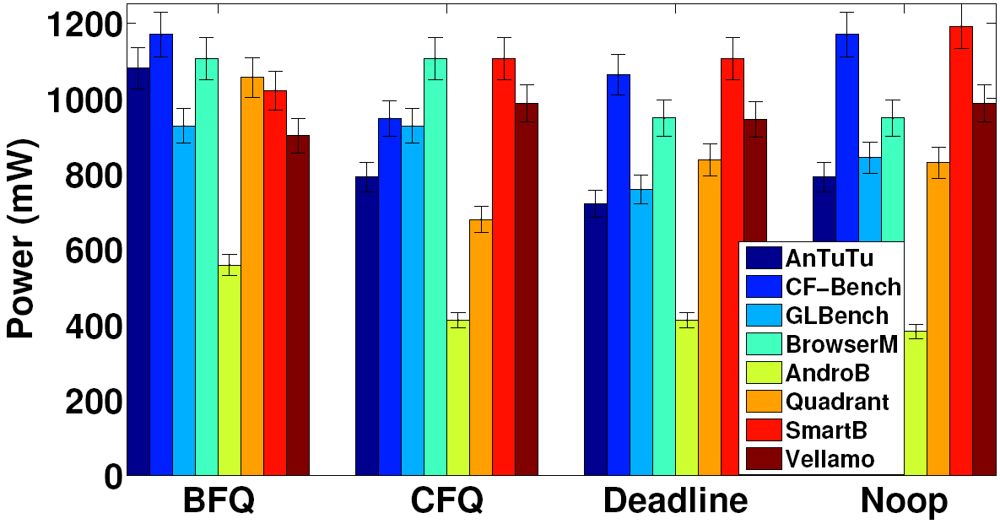 Power (mW)
1200
1000
800
600
400
200
0
BFQ
CFQ
Deadline
Noop
AnTuTu
CF−Bench
GLBench
BrowserM
AndroB
Quadrant
SmartB
Vellamo